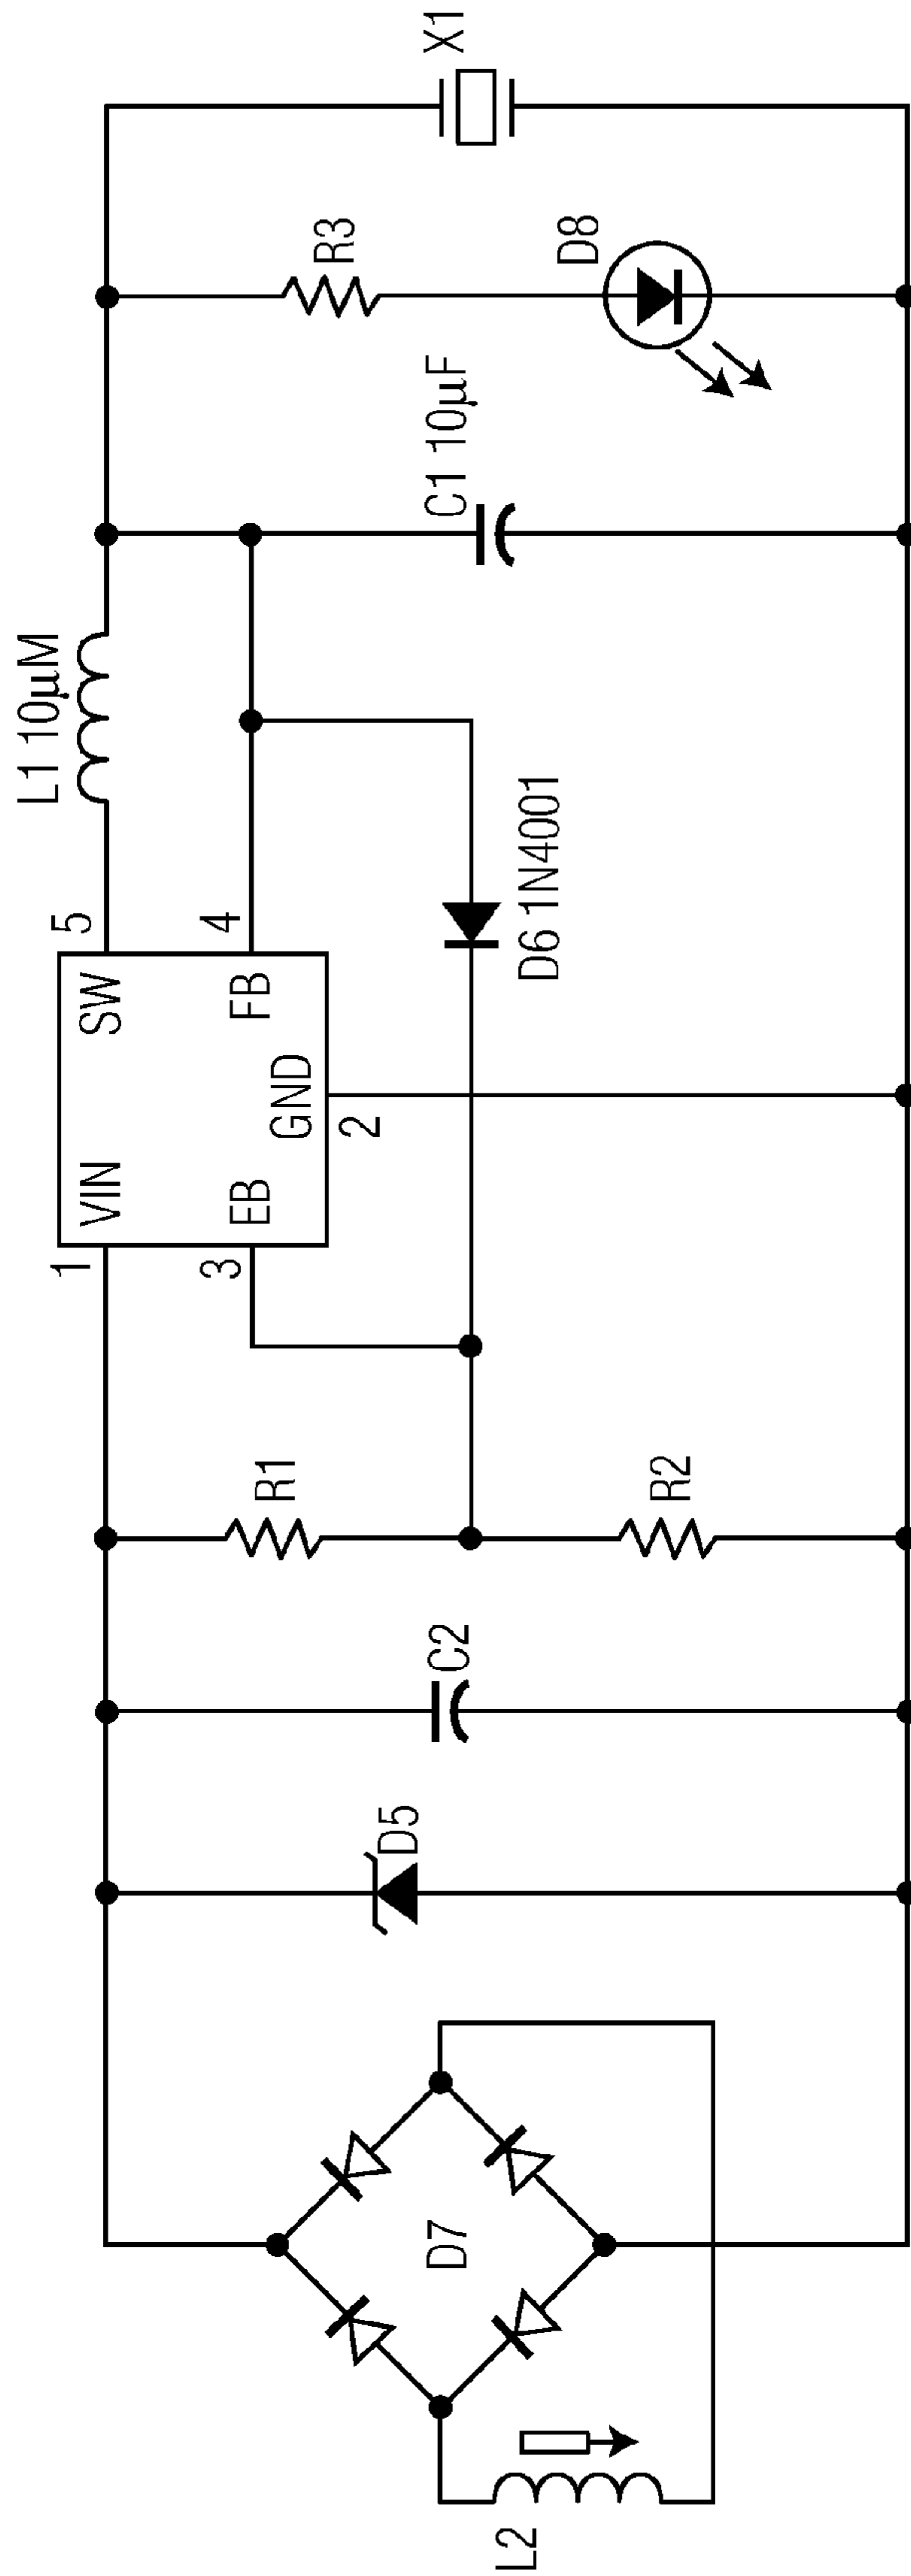 L2
D7
D5
C2
R1
R2
1
VIN
3
EB
GND
2
SW
5
FB
4
L1 10µM
D6 1N4001
C1 10µF
R3
D8
X1